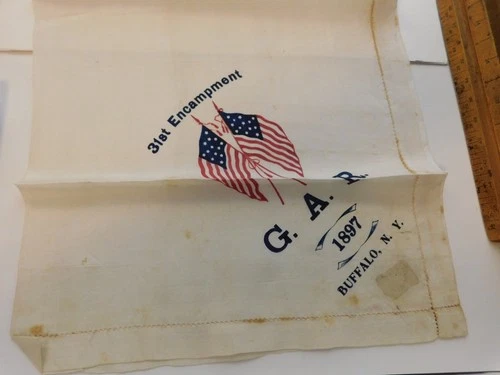 31st Encampment
G. A. R.
1897
BUFFALO, N. Y.